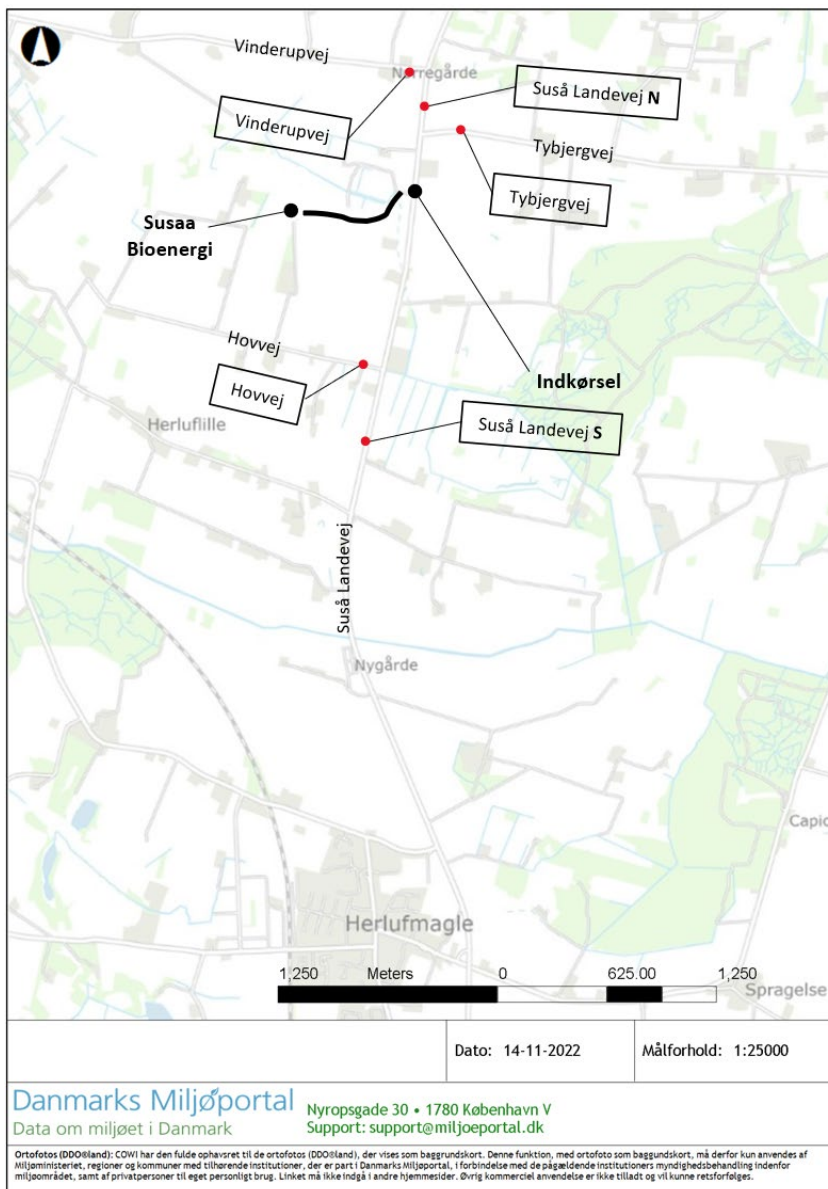 Vinderupvej
Nørregårde
Suså Landevej N
Vinderupvej
Tybjergvej
Tybjergvej
Susaa
Bioenergi
Hovvej
Hovvej
Indkørsel
Herluflille
Suså Landevej S
Suså Landevej
Nygårde
Capic
Herlufmagle
1,250 Meters 0 625.00 1,250
Spragelse
Dato: 14-11-2022
Målforhold: 1:25000
Danmarks Miljøportal
Data om miljøet i Danmark
Nyropsgade 30 • 1780 København V
Support: support@miljoeportal.dk
Ortofotos (DDO®land): COWI har den fulde ophavsret til de ortofotos (DDO®land), der vises som baggrundskort. Denne funktion, med ortofoto som baggundskort, må derfor kun anvendes af
Miljøministeriet, regioner og kommuner med tilhørende institutioner, der er part i Danmarks Miljøportal, i forbindelse med de pågældende institutioners myndighedsbehandling indenfor
miljøområdet, samt af privatpersoner til eget personligt brug. Linket må ikke indgå i andre hjemmesider. Øvrig kommerciel anvendelse er ikke tilladt og vil kunne retsforfølges.